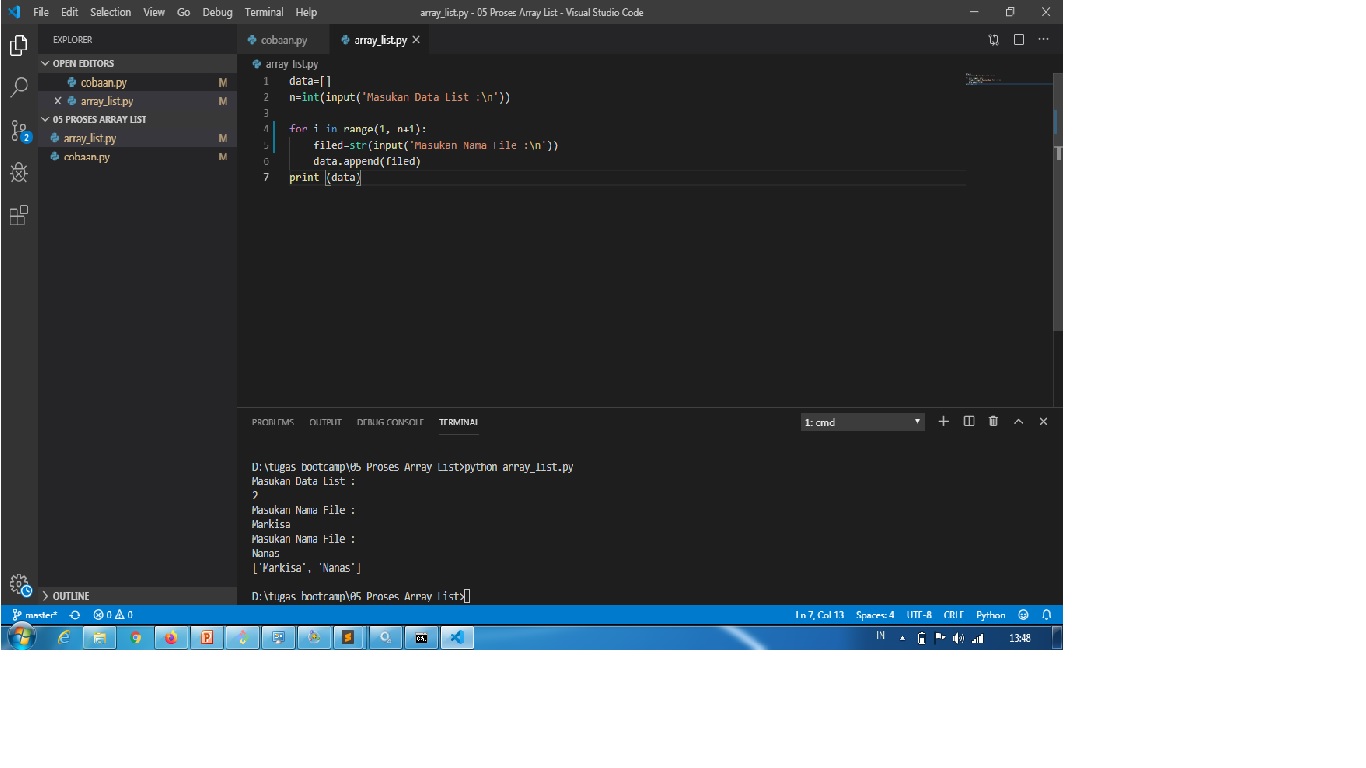 File Edit Selection View Go Debug Terminal Help array_list.py - 05 Proses Array List - Visual Studio Code
EXPLORER
OPEN EDITORS
cobaan.py M
X array_list.py M
05 PROSES ARRAY LIST
array_list.py M
cobaan.py M
2
OUTLINE
cobaan.py array_list.py
array_list.py
1 data=[]
2 n=int(input('Masukan Data List :\n'))
3
4 for i in range(1, n+1):
5 filed=str(input('Masukan Nama File :\n'))
6 data.append(filed)
7 print (data)
PROBLEMS OUTPUT DEBUG CONSOLE TERMINAL 1: cmd
D:\tugas bootcamp\05 Proses Array List>python array_list.py
Masukan Data List :
2
Masukan Nama File :
Markisa
Masukan Nama File :
Nanas
['Markisa', 'Nanas']
D:\tugas bootcamp\05 Proses Array List>
master* 0 0 Ln 7, Col 13 Spaces: 4 UTF-8 CRLF Python
IN 13:48